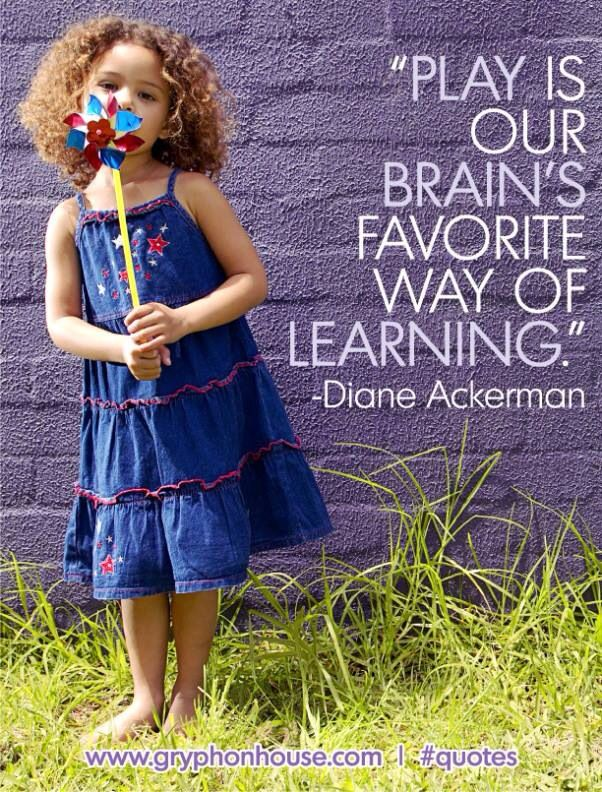 "PLAY IS
OUR
BRAIN'S
FAVORITE
WAY OF
LEARNING."
-Diane Ackerman
www.gryphonhouse.com | #quotes